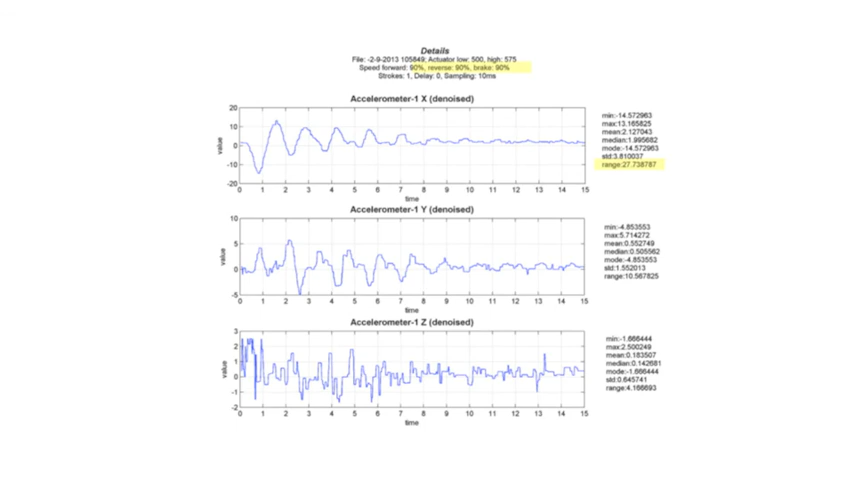 Details
File: -2-9-2013 105849; Actuator low: 500, high: 575
Speed forward: 90%, reverse: 90%, brake: 90%
Strokes: 1, Delay: 0, Sampling: 10ms
Accelerometer-1 X (denoised)
20
10
0
-10
-20
value
0 1 2 3 4 5 6 7 8 9 10 11 12 13 14 15
time
min:-14.572963
max:13.165825
mean:2.127043
median:1.995682
mode:-14.572963
std:3.810037
range:27.738787
Accelerometer-1 Y (denoised)
10
5
0
-5
value
0 1 2 3 4 5 6 7 8 9 10 11 12 13 14 15
time
min:-4.853553
max:5.714272
mean:0.552749
median:0.505562
mode:-4.853553
std:1.552013
range:10.567825
Accelerometer-1 Z (denoised)
3
2
1
0
-1
-2
value
0 1 2 3 4 5 6 7 8 9 10 11 12 13 14 15
time
min:-1.666444
max:2.500249
mean:0.183507
median:0.142681
mode:-1.666444
std:0.645741
range:4.166693